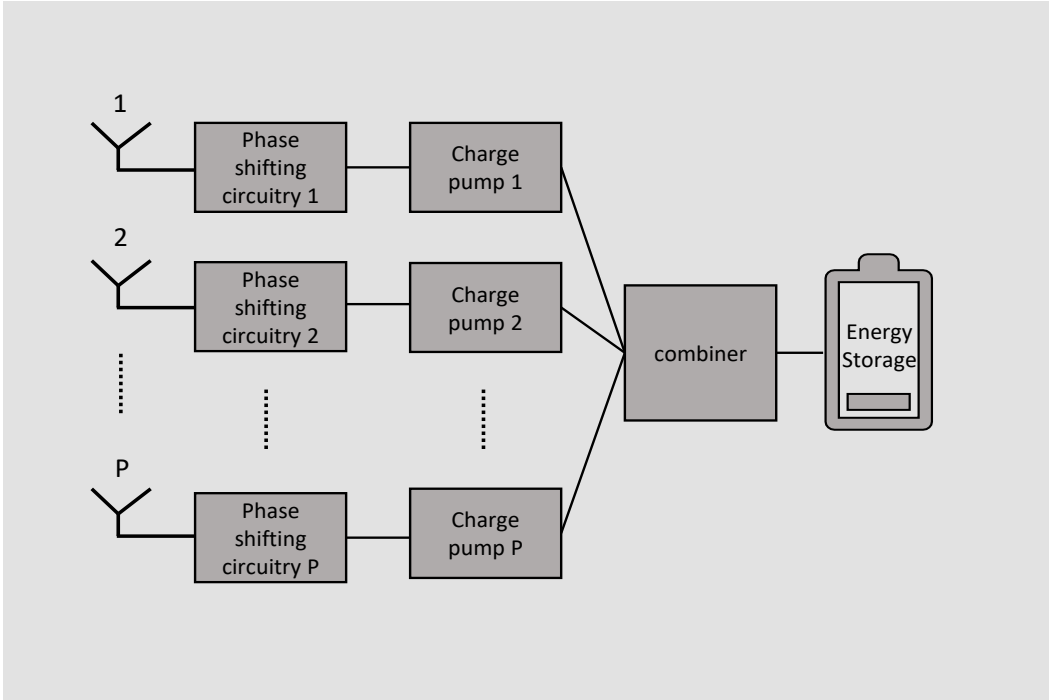 1
Phase
shifting
circuitry 1
Charge
pump 1
2
Phase
shifting
circuitry 2
Charge
pump 2
combiner
Energy
Storage
P
Phase
shifting
circuitry P
Charge
pump P